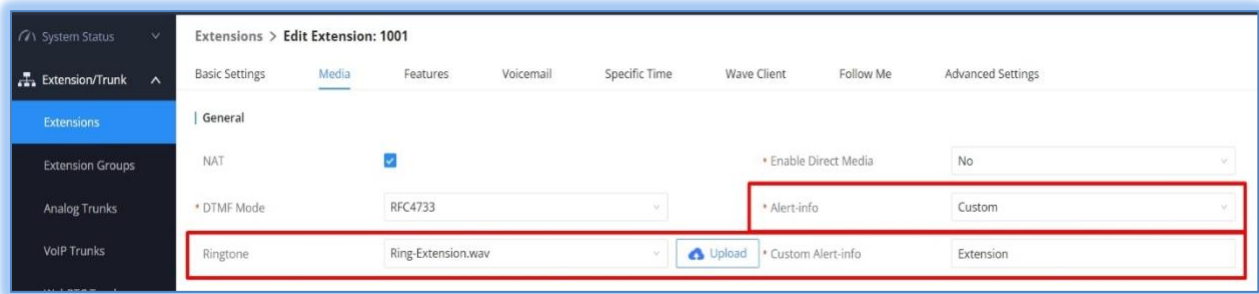 System Status
Extensions > Edit Extension: 1001
Extension/Trunk
Basic Settings Media Features Voicemail Specific Time Wave Client Follow Me Advanced Settings
Extensions
General
Extension Groups
NAT * Enable Direct Media No
Analog Trunks
* DTMF Mode RFC4733 * Alert-info Custom
VoIP Trunks
Ringtone Ring-Extension.wav Upload * Custom Alert-info Extension